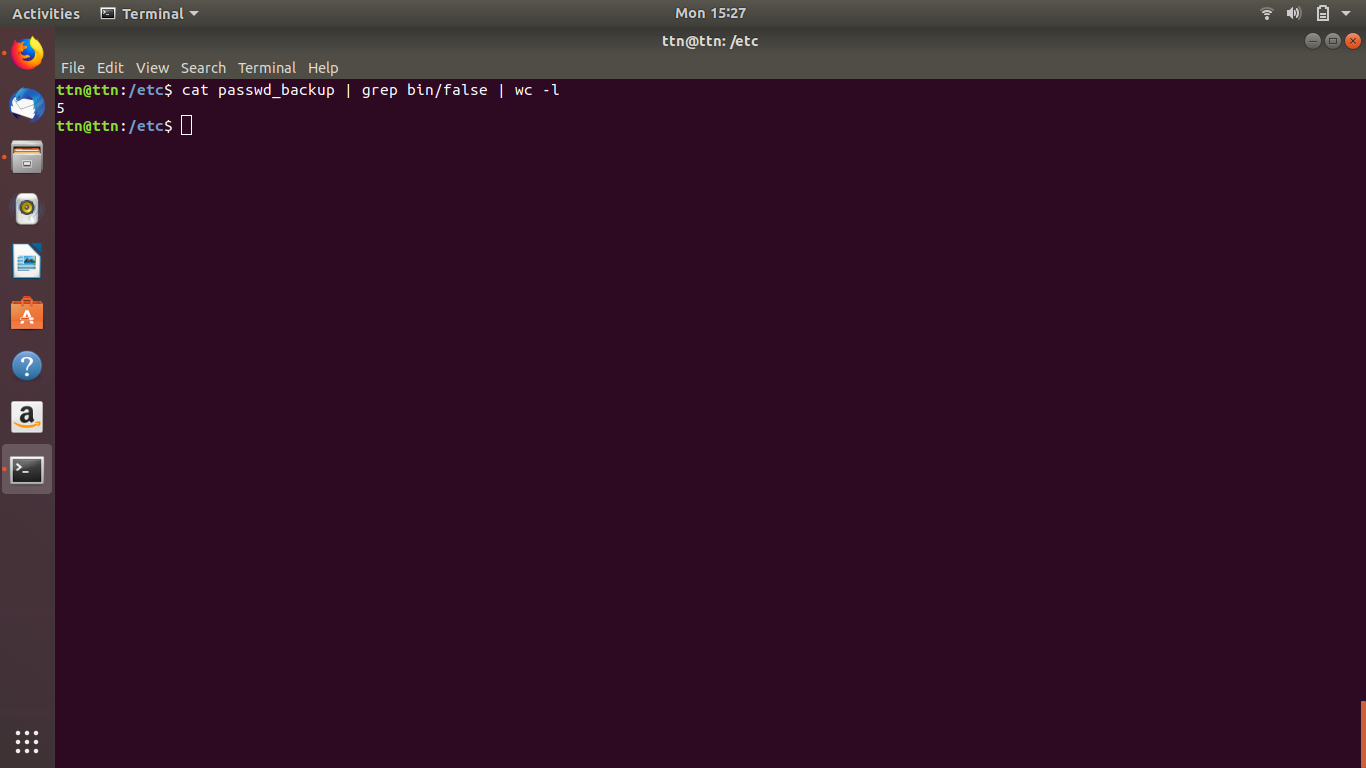 Activities Terminal Mon 15:27
ttn@ttn: /etc
File Edit View Search Terminal Help
ttn@ttn:/etc$ cat passwd_backup | grep bin/false | wc -l
5
ttn@ttn:/etc$